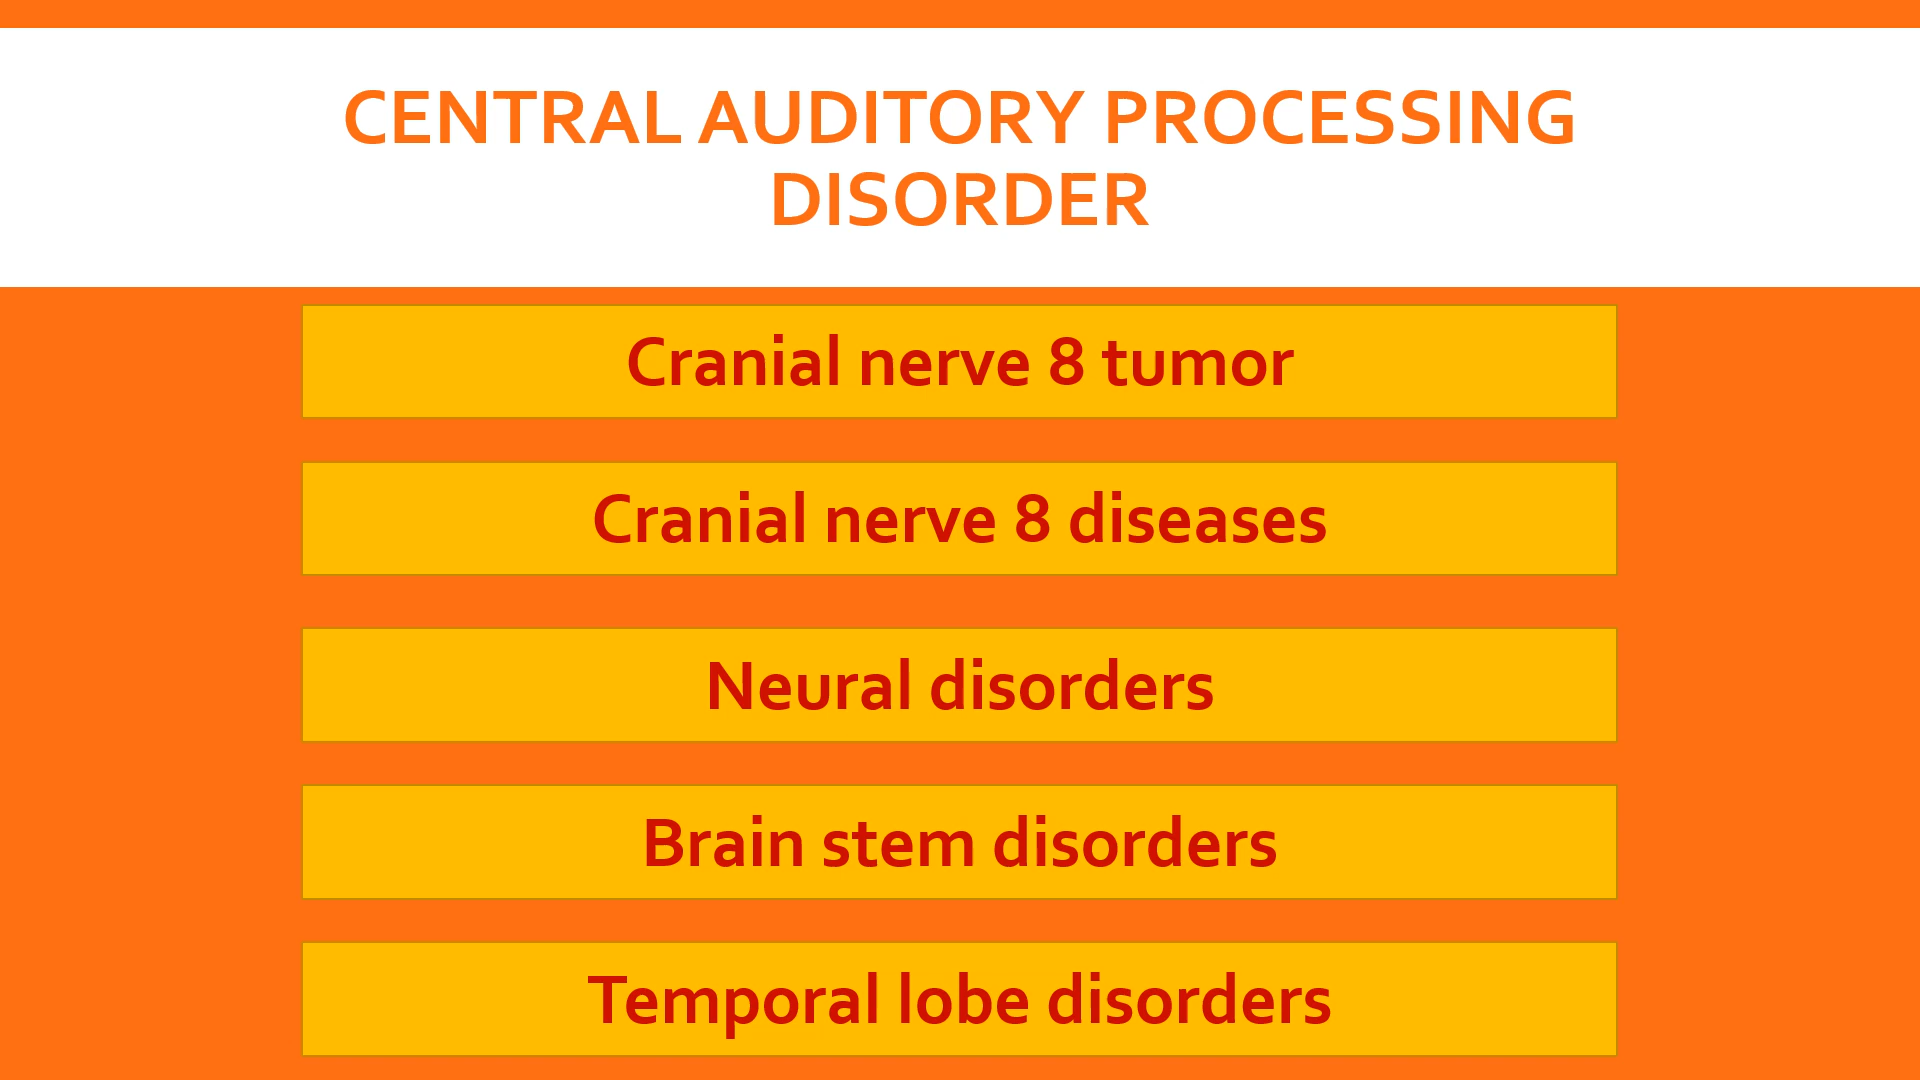 CENTRAL AUDITORY PROCESSING
DISORDER
Cranial nerve 8 tumor
Cranial nerve 8 diseases
Neural disorders
Brain stem disorders
Temporal lobe disorders